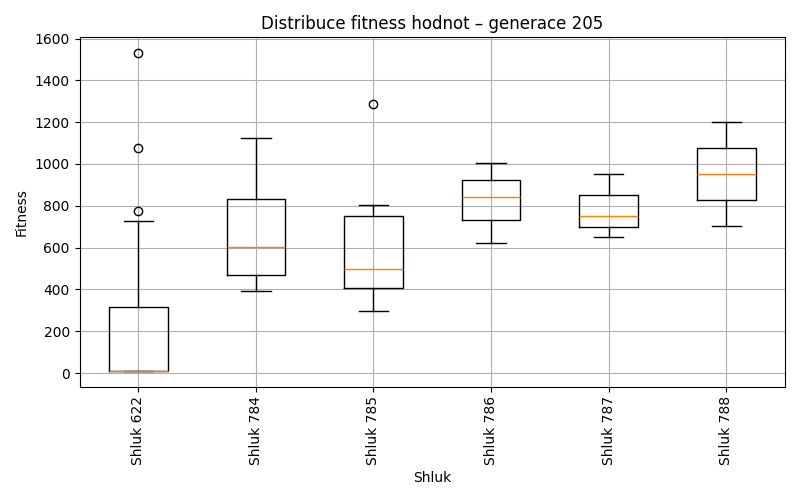 Distribuce fitness hodnot – generace 205
Fitness
1600
1400
1200
1000
800
600
400
200
0
Shluk 622
Shluk 784
Shluk 785
Shluk 786
Shluk 787
Shluk 788
Shluk